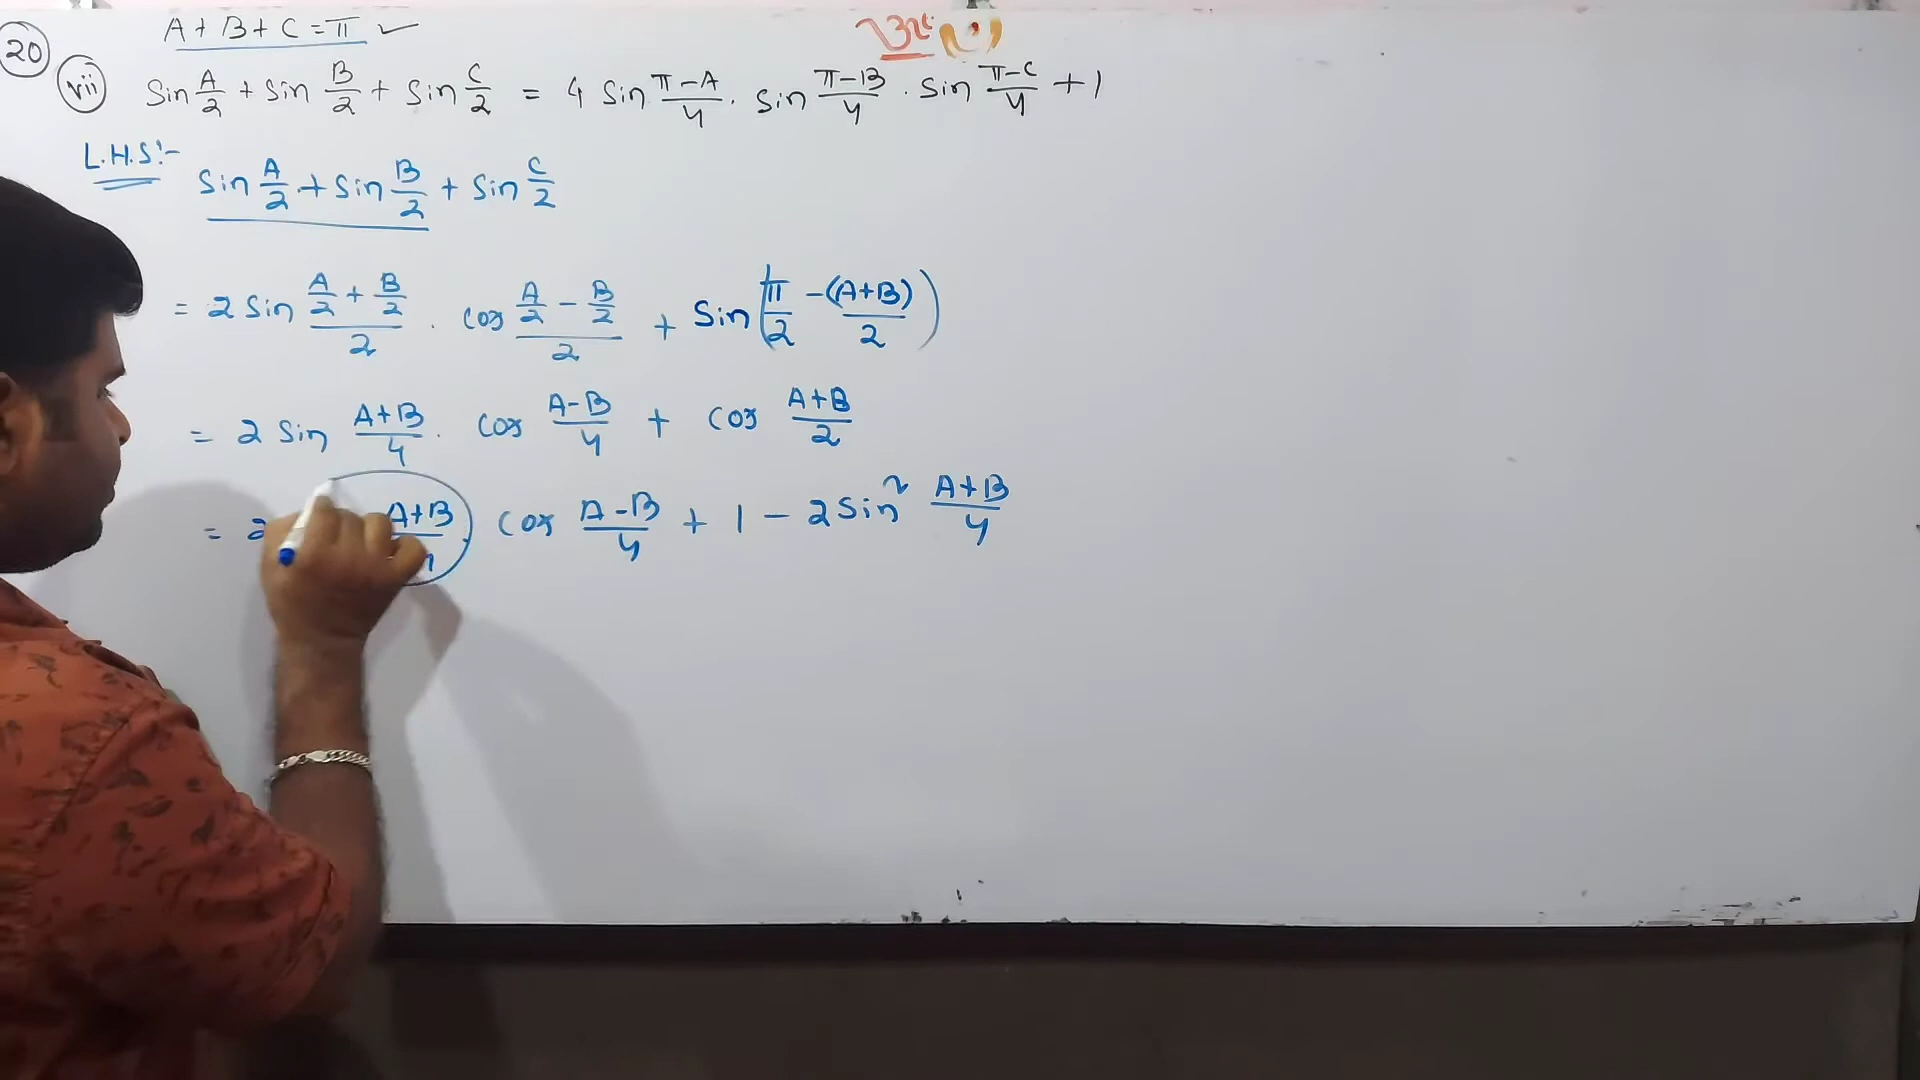 A + B + C = π ✓
20
vii Sin A/2 + Sin B/2 + Sin C/2 = 4 Sin (π-A)/4 . Sin (π-B)/4 . Sin (π-C)/4 + 1
L.H.S:-
Sin A/2 + Sin B/2 + Sin C/2
= 2 Sin (A/2 + B/2)/2 . Cos (A/2 - B/2)/2 + Sin (π/2 - (A+B)/2)
= 2 Sin (A+B)/4 . Cos (A-B)/4 + Cos (A+B)/2
= 2 A+B Cos (A-B)/4 + 1 - 2 Sin² (A+B)/4